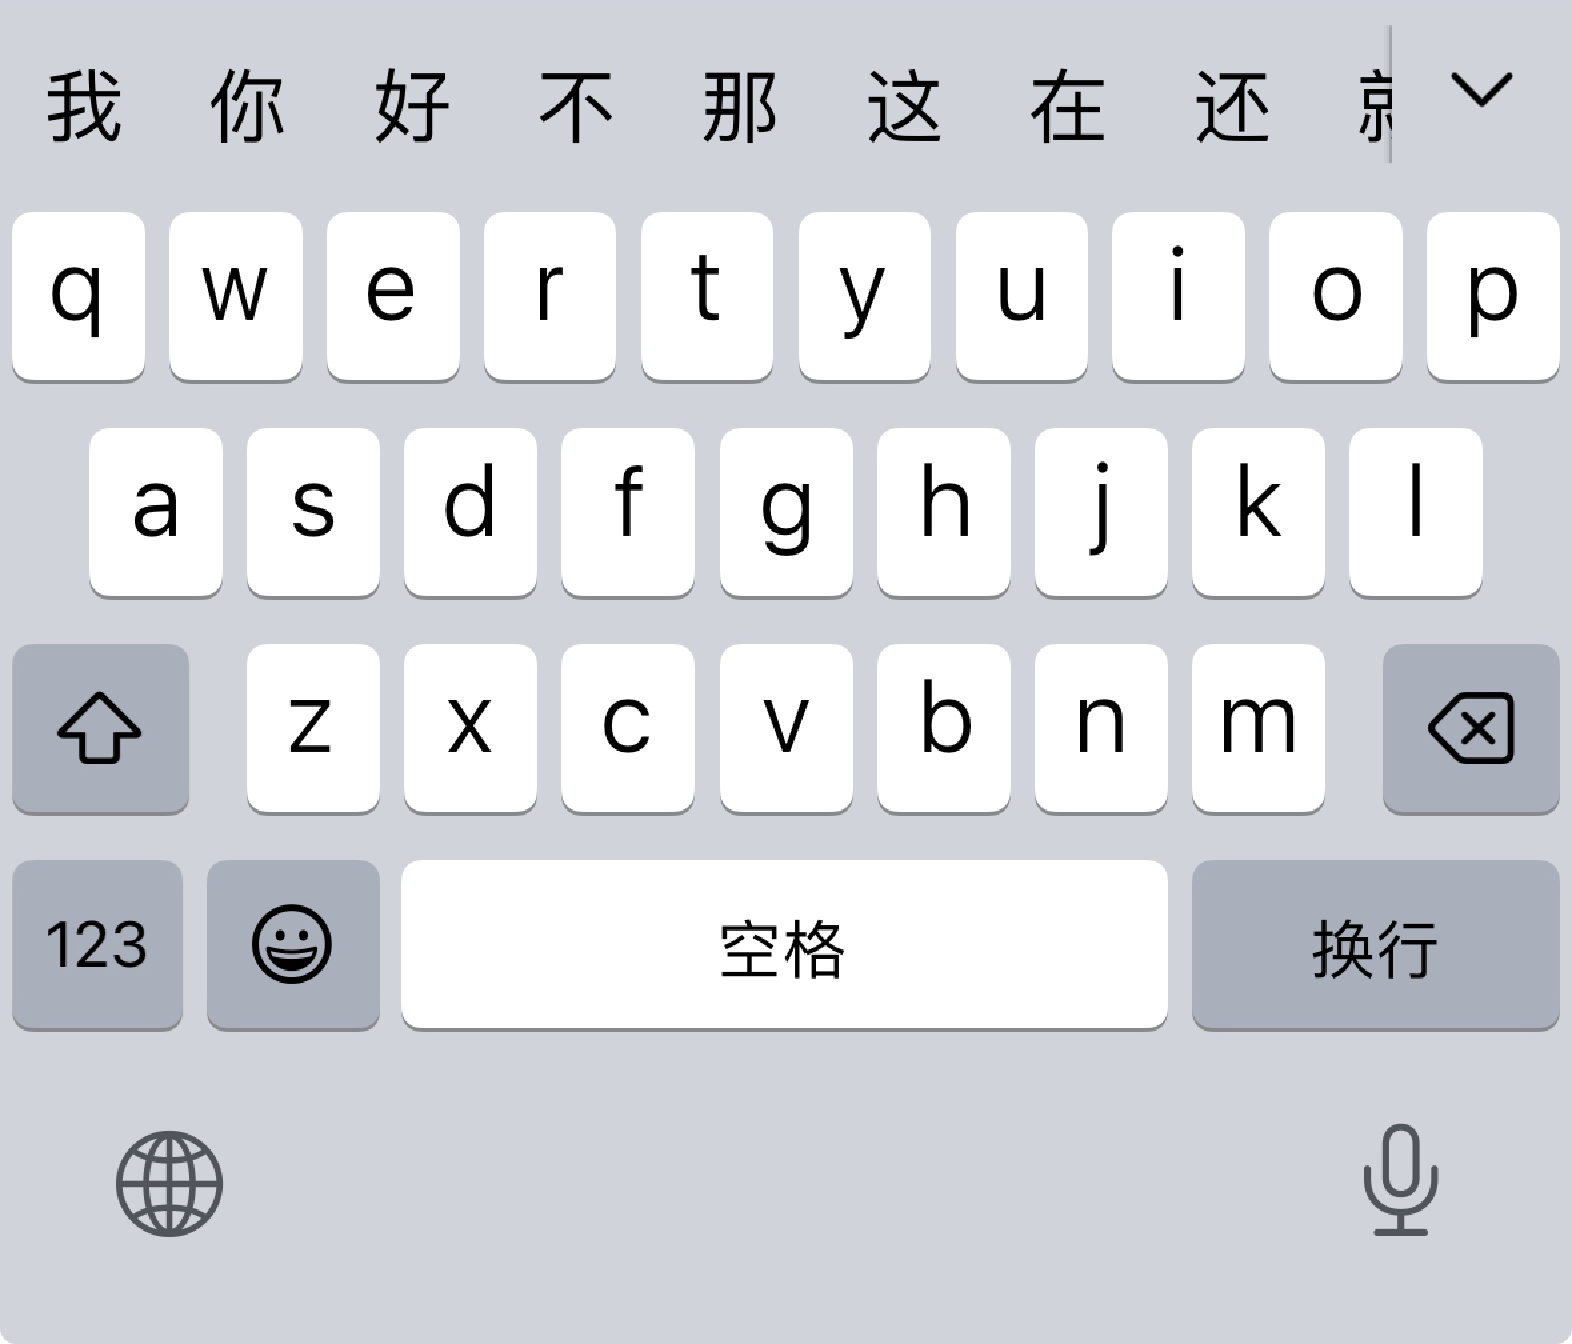 我 你 好 不 那 这 在 还
q w e r t y u i o p
a s d f g h j k l
z x c v b n m
123 空格 换行